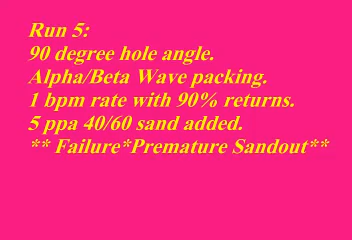 Run 5:
90 degree hole angle.
Alpha/Beta Wave packing.
1 bpm rate with 90% returns.
5 ppa 40/60 sand added.
** Failure*Premature Sandout**